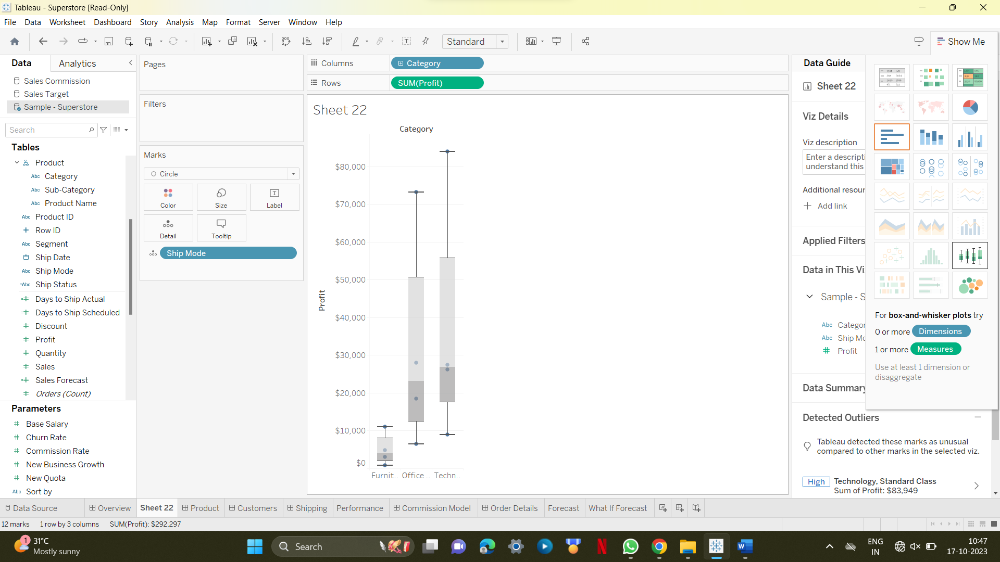 Tableau - Superstore [Read-Only]
File Data Worksheet Dashboard Story Analysis Map Format Server Window Help
Standard
Show Me
Data Analytics
Sales Commission
Sales Target
Sample - Superstore
Search
Tables
Product
Abc Category
Abc Sub-Category
Abc Product Name
Abc Product ID
# Row ID
Abc Segment
Ship Date
Abc Ship Mode
=Abc Ship Status
=# Days to Ship Actual
=# Days to Ship Scheduled
# Discount
# Profit
# Quantity
# Sales
=# Sales Forecast
# Orders (Count)
Parameters
# Base Salary
# Churn Rate
# Commission Rate
# New Business Growth
# New Quota
Abc Sort by
Pages
Filters
Marks
Circle
Color Size Label
Detail Tooltip
Ship Mode
Columns Category
Rows SUM(Profit)
Sheet 22
Category
$80,000
$70,000
$60,000
$50,000
$40,000
$30,000
$20,000
$10,000
$0
Profit
Furnit.. Office .. Techn..
Data Guide
Sheet 22
Viz Details
Viz description
Enter a descripti
understand this
Additional resour
Add link
Applied Filters
Data in This Vi
Sample - S
Abc Categor
Abc Ship Mo
# Profit
Data Summary
Detected Outliers
Tableau detected these marks as unusual
compared to other marks in the selected viz.
High Technology, Standard Class
Sum of Profit: $83,949
For box-and-whisker plots try
0 or more Dimensions
1 or more Measures
Use at least 1 dimension or
disaggregate
Data Source Overview Sheet 22 Product Customers Shipping Performance Commission Model Order Details Forecast What If Forecast
12 marks 1 row by 3 columns SUM(Profit): $292,297
1
31°C
Mostly sunny
Search
ENG
IN
10:47
17-10-2023